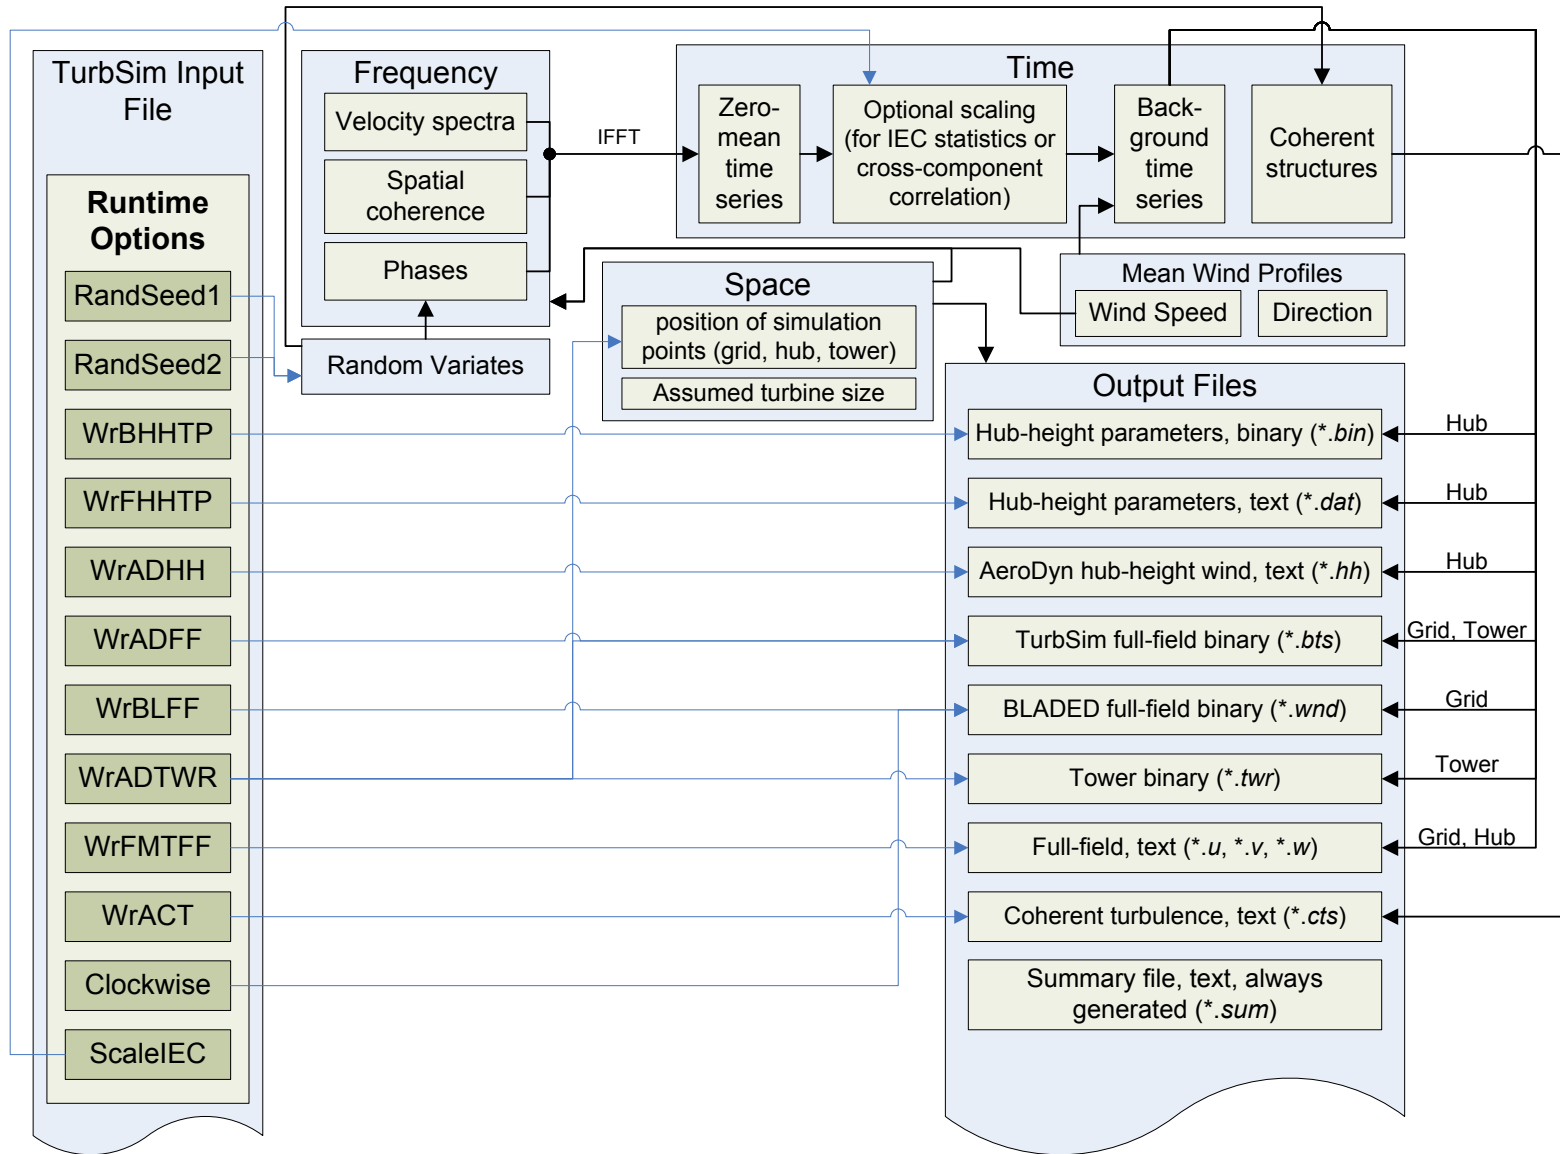 TurbSim Input
File
Runtime
Options
RandSeed1
RandSeed2
WrBHHTP
WrFHHTP
WrADHH
WrADFF
WrBLFF
WrADTWR
WrFMTFF
WrACT
Clockwise
ScaleIEC
Frequency
Velocity spectra
Spatial
coherence
Phases
Random Variates
IFFT
Time
Zero-
mean
time
series
Optional scaling
(for IEC statistics or
cross-component
correlation)
Back-
ground
time
series
Coherent
structures
Space
position of simulation
points (grid, hub, tower)
Assumed turbine size
Mean Wind Profiles
Wind Speed
Direction
Output Files
Hub-height parameters, binary (*.bin)
Hub
Hub-height parameters, text (*.dat)
Hub
AeroDyn hub-height wind, text (*.hh)
Hub
TurbSim full-field binary (*.bts)
Grid, Tower
BLADED full-field binary (*.wnd)
Grid
Tower binary (*.twr)
Tower
Full-field, text (*.u, *.v, *.w)
Grid, Hub
Coherent turbulence, text (*.cts)
Summary file, text, always
generated (*.sum)